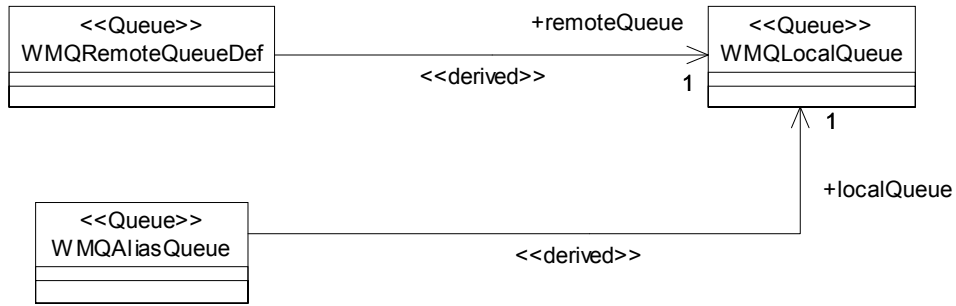 <<Queue>>
WMQRemoteQueueDef
+remoteQueue
<<derived>>
1
<<Queue>>
WMQLocalQueue
1
+localQueue
<<Queue>>
WMQAliasQueue
<<derived>>